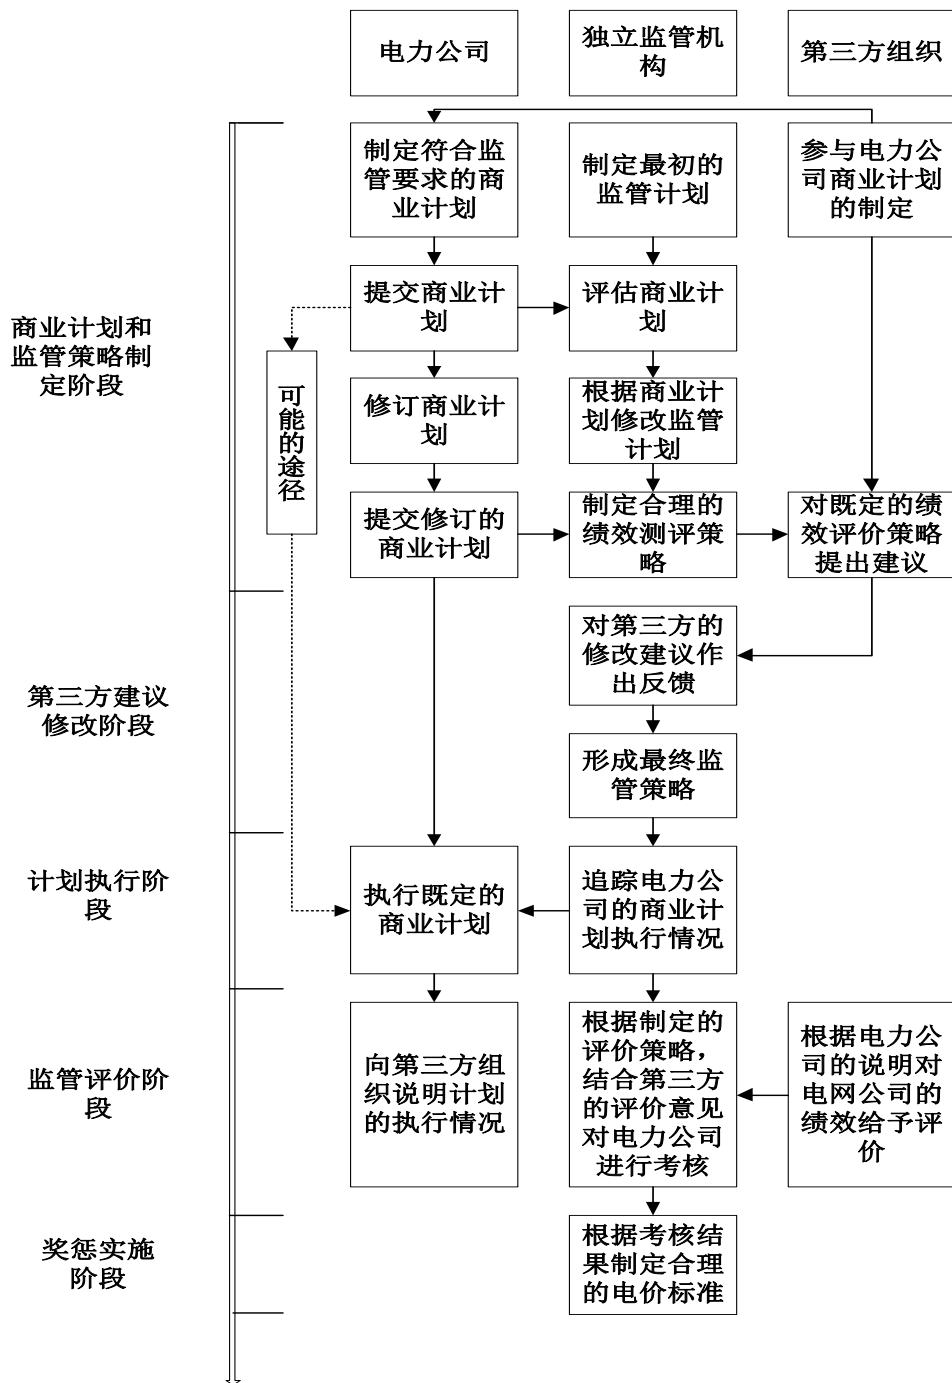 电力公司
独立监管机
构
第三方组织
制定符合监
管要求的商
业计划
制定最初的
监管计划
参与电力公
司商业计划
的制定
商业计划和
监管策略制
定阶段
提交商业计
划
评估商业计
划
可能的途径
修订商业计
划
根据商业计
划修改监管
计划
提交修订的
商业计划
制定合理的
绩效测评策
略
对既定的绩
效评价策略
提出建议
第三方建议
修改阶段
对第三方的
修改建议作
出反馈
形成最终监
管策略
计划执行阶
段
执行既定的
商业计划
追踪电力公
司的商业计
划执行情况
监管评价阶
段
向第三方组
织说明计划
的执行情况
根据制定的
评价策略，
结合第三方
的评价意见
对电力公司
进行考核
根据电力公
司的说明对
电网公司的
绩效给予评
价
奖惩实施
阶段
根据考核结
果制定合理
的电价标准